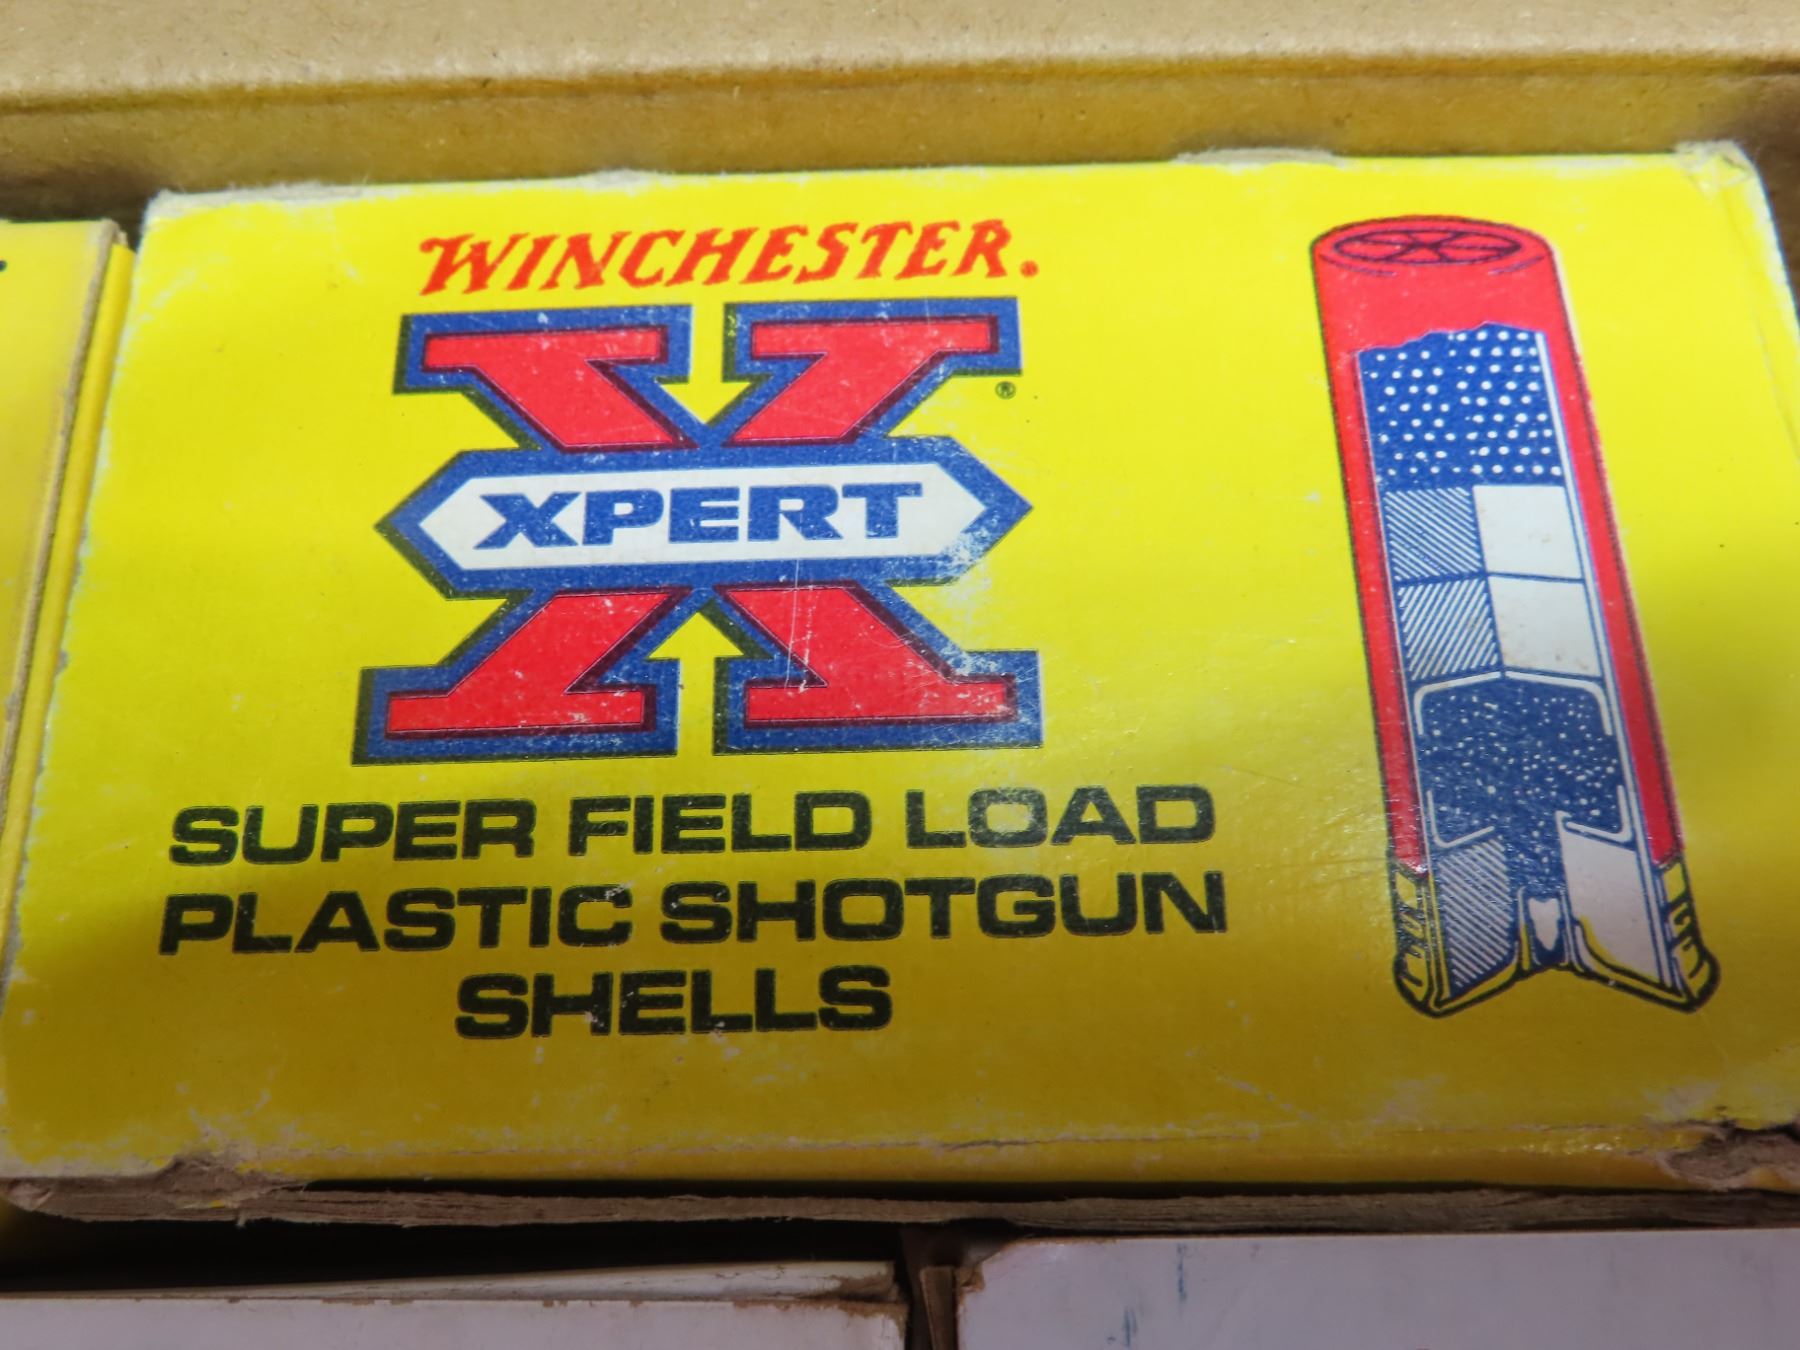 WINCHESTER.
XPERT
®
SUPER FIELD LOAD
PLASTIC SHOTGUN
SHELLS